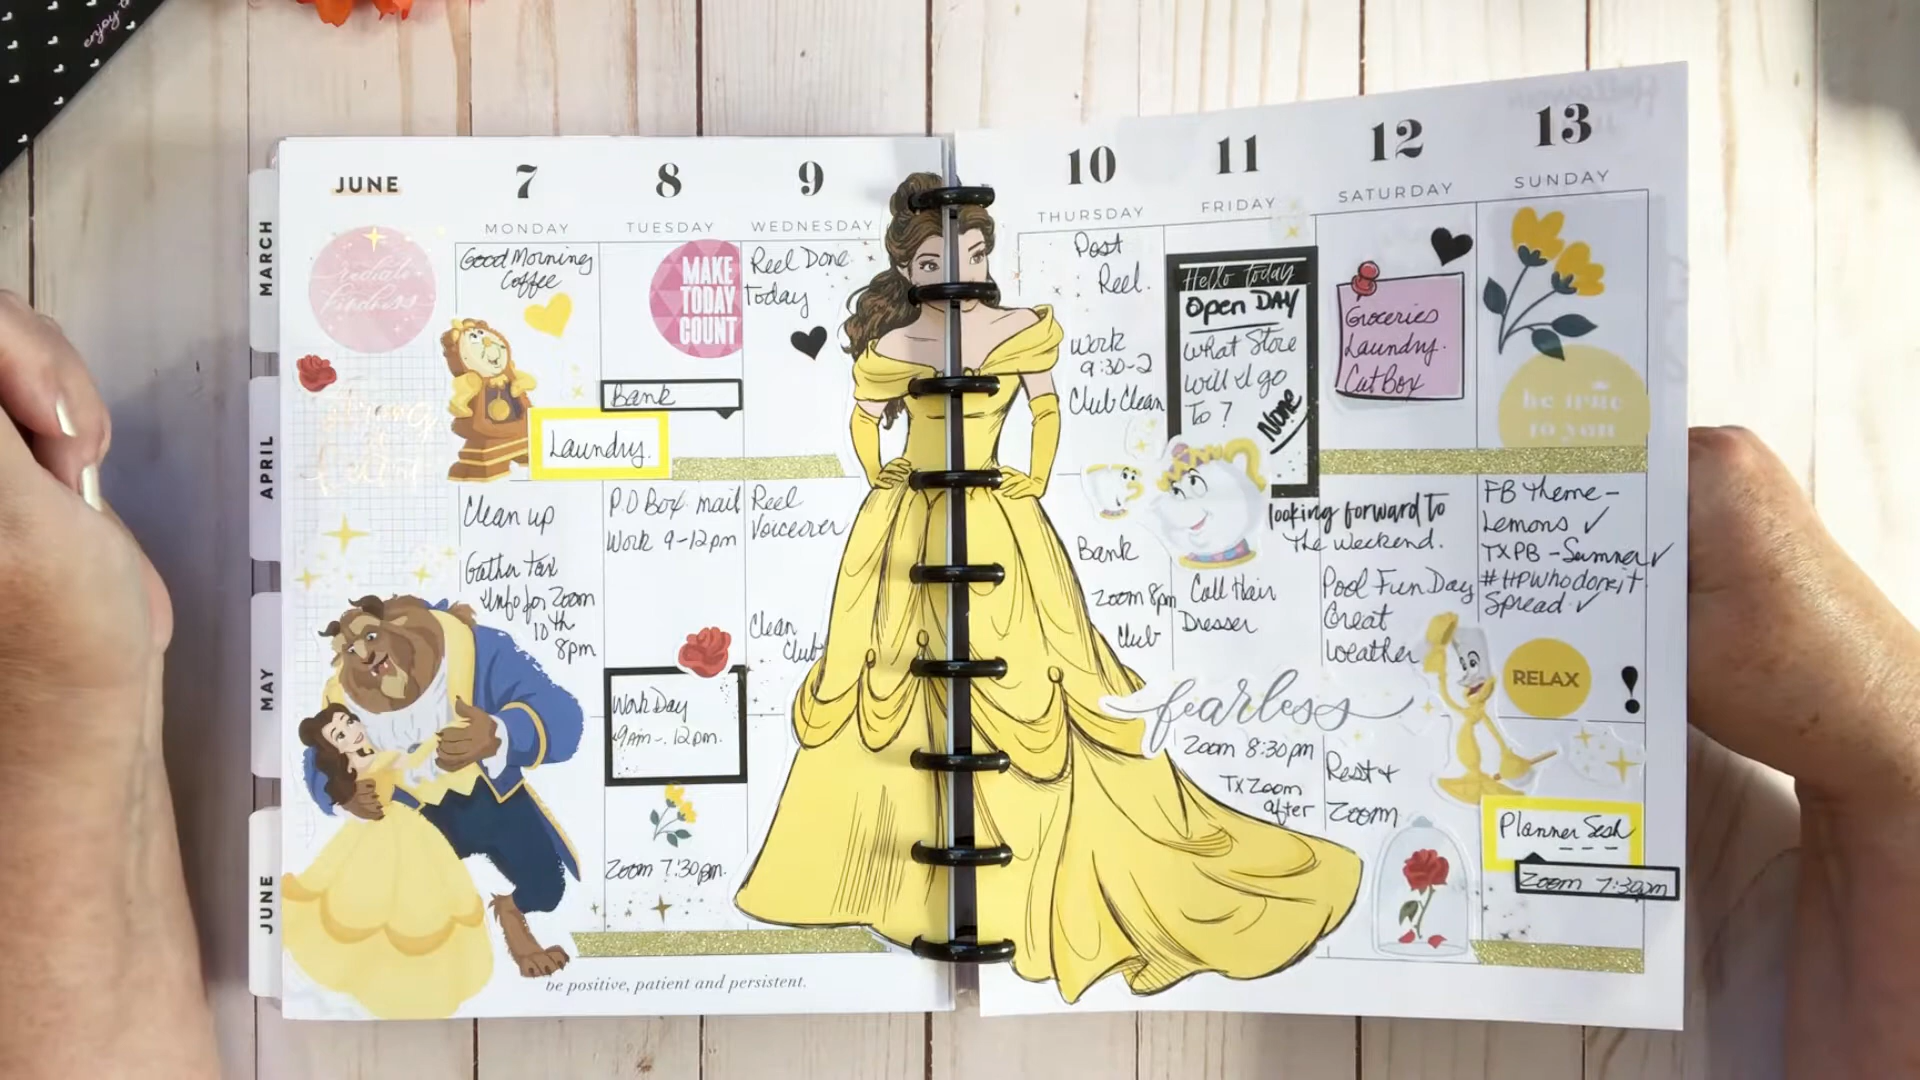 enjoy th
MARCH
APRIL
MAY
JUNE
JUNE
radiate
kindness
7
MONDAY
Good Morning
Coffee
Laundry.
Clean up
Gather tax
Info for Zoom
10th
8pm
8
TUESDAY
MAKE
TODAY
COUNT
Bank
P.O Box mail
Work 9-12pm
Work Day
9am-12pm.
Zoom 7:30pm.
9
WEDNESDAY
Reel Done
Today
Reel
Voiceover
Clean
Club
be positive, patient and persistent.
10
THURSDAY
Post
Reel.
Work
9:30-2
Club Clean
Bank
Zoom 8pm
Club
11
FRIDAY
Hello today
Open DAY
What Store
will I go
To ?
None
looking forward to
The weekend.
Call Hair
Dresser
fearless
Zoom 8:30pm
TX Zoom
after
12
SATURDAY
Groceries
Laundry.
Cat Box
Pool Fun Day
Great
Weather
Rest +
Zoom
13
SUNDAY
be true
to you
FB Theme -
Lemons ✓
TXPB - Summer ✓
#HPWhodoneit
Spread ✓
RELAX
!
Planner Sesh
Zoom 7:30pm